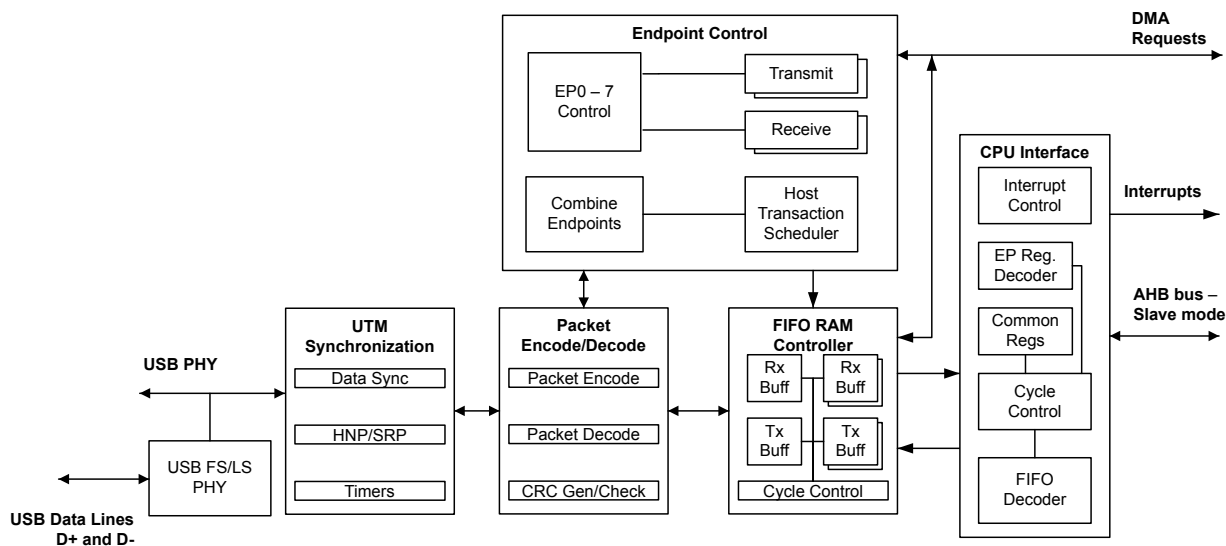 DMA
Requests
Endpoint Control
EP0 – 7
Control
Transmit
Receive
Combine
Endpoints
Host
Transaction
Scheduler
CPU Interface
Interrupt
Control
EP Reg.
Decoder
Common
Regs
Cycle
Control
FIFO
Decoder
Interrupts
AHB bus –
Slave mode
UTM
Synchronization
Data Sync
HNP/SRP
Timers
Packet
Encode/Decode
Packet Encode
Packet Decode
CRC Gen/Check
FIFO RAM
Controller
Rx
Buff
Rx
Buff
Tx
Buff
Tx
Buff
Cycle Control
USB PHY
USB FS/LS
PHY
USB Data Lines
D+ and D-